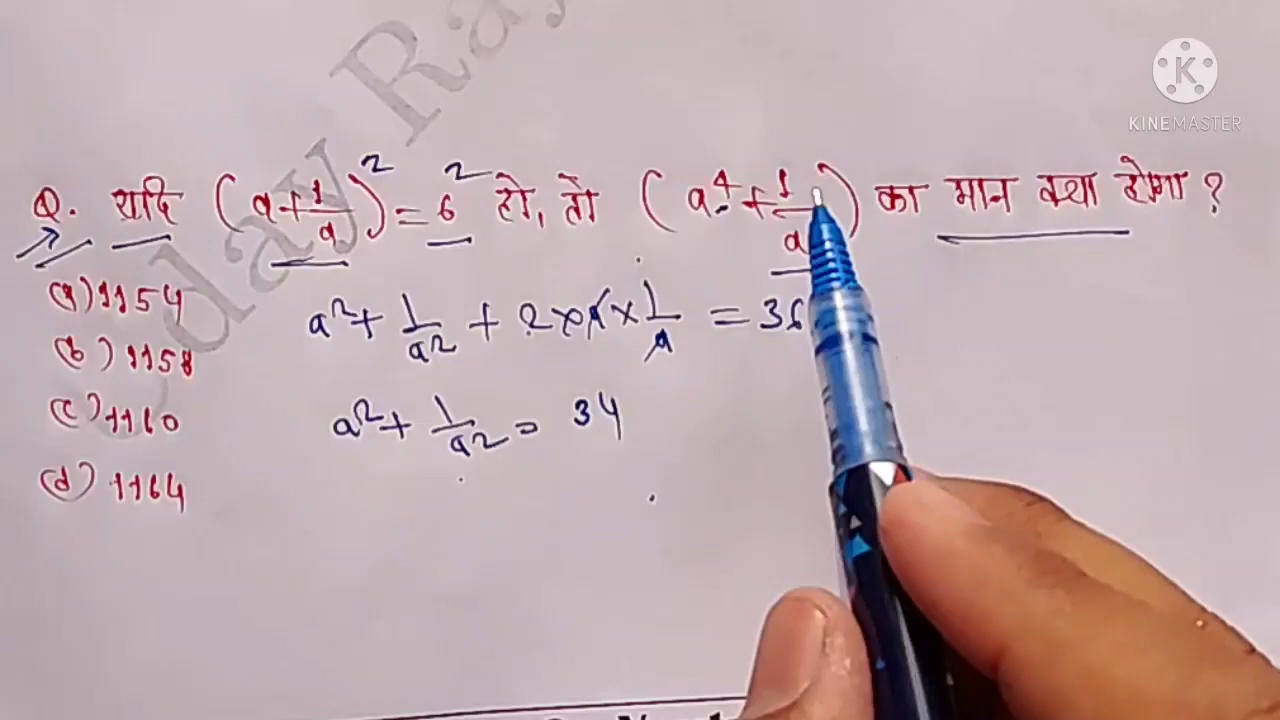 KINEMASTER
Q. यदि (a+1/a)² = 6² हो, तो (a⁴+1/a) का मान क्या होगा ?
(a) 1154
(b) 1158
(c) 1160
(d) 1164
a² + 1/a² + 2×a×1/a = 36
a² + 1/a² = 34